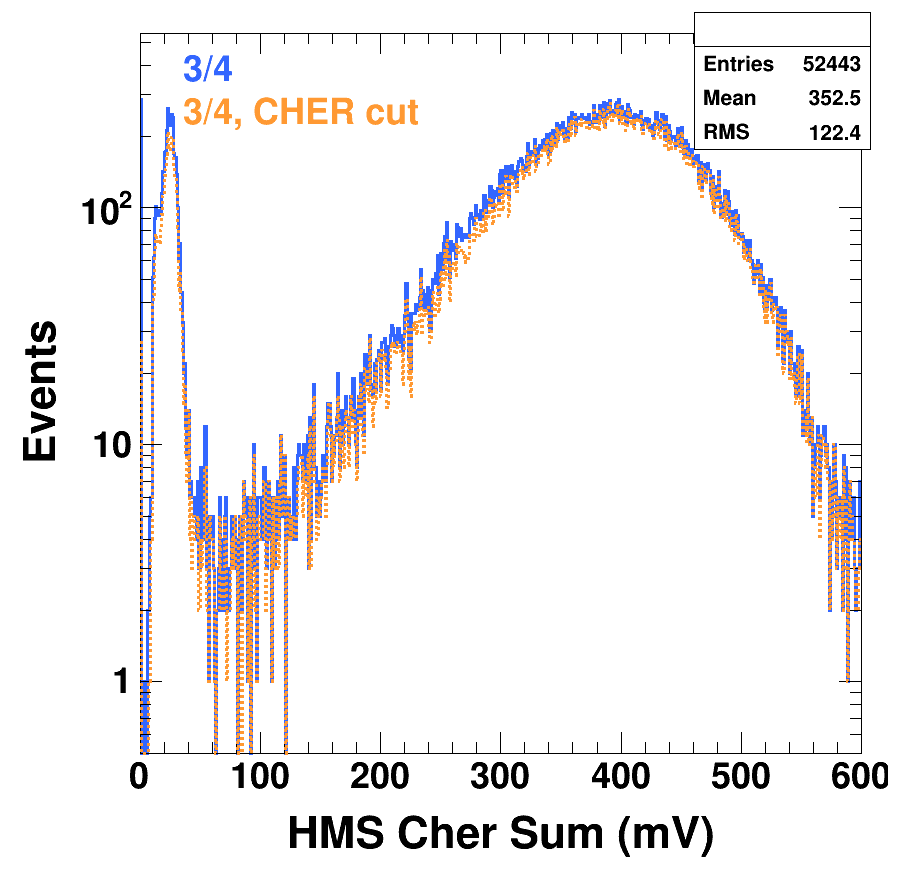 3/4
3/4, CHER cut
Entries 52443
Mean 352.5
RMS 122.4
10²
10
1
Events
0 100 200 300 400 500 600
HMS Cher Sum (mV)